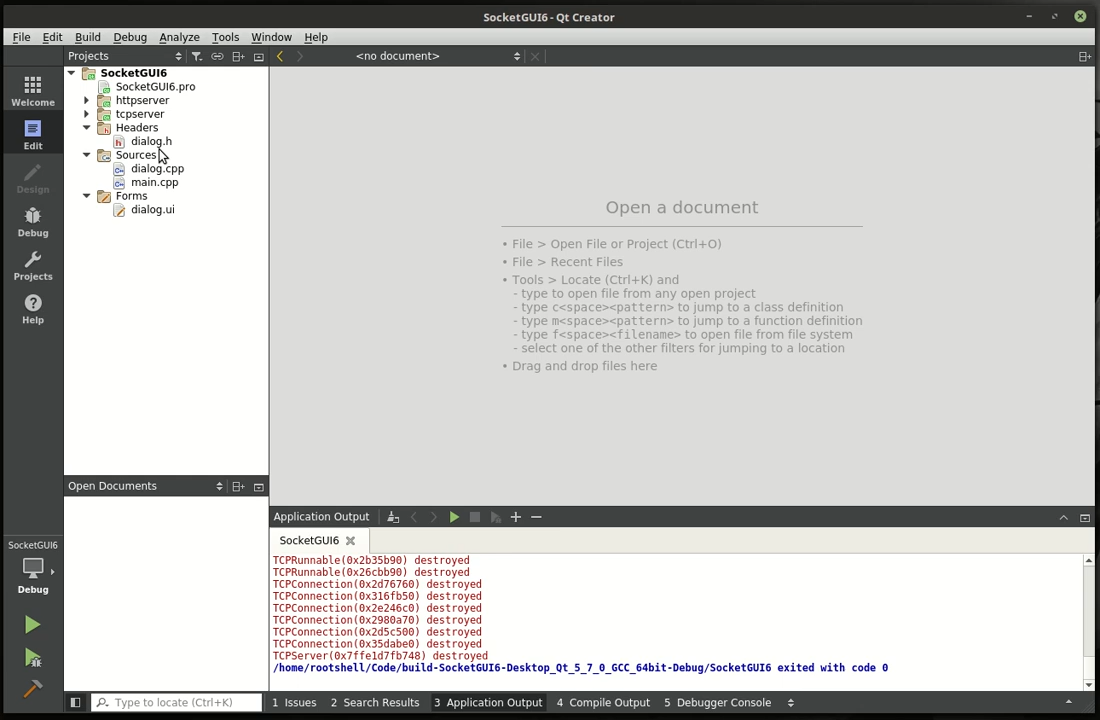 SocketGUI6 - Qt Creator
File Edit Build Debug Analyze Tools Window Help
Projects
<no document>
Welcome
Edit
Design
Debug
Projects
Help
SocketGUI6
SocketGUI6.pro
httpserver
tcpserver
Headers
dialog.h
Sources
dialog.cpp
main.cpp
Forms
dialog.ui
Open a document
• File > Open File or Project (Ctrl+O)
• File > Recent Files
• Tools > Locate (Ctrl+K) and
- type to open file from any open project
- type c<space><pattern> to jump to a class definition
- type m<space><pattern> to jump to a function definition
- type f<space><filename> to open file from file system
- select one of the other filters for jumping to a location
• Drag and drop files here
Open Documents
Application Output
SocketGUI6
TCPRunnable(0x2b35b90) destroyed
TCPRunnable(0x26cbb90) destroyed
TCPConnection(0x2d76760) destroyed
TCPConnection(0x316fb50) destroyed
TCPConnection(0x2e246c0) destroyed
TCPConnection(0x2980a70) destroyed
TCPConnection(0x2d5c500) destroyed
TCPConnection(0x35dabe0) destroyed
TCPServer(0x7ffe1d7fb748) destroyed
/home/rootshell/Code/build-SocketGUI6-Desktop_Qt_5_7_0_GCC_64bit-Debug/SocketGUI6 exited with code 0
SocketGUI6
Debug
Type to locate (Ctrl+K)
1 Issues 2 Search Results 3 Application Output 4 Compile Output 5 Debugger Console